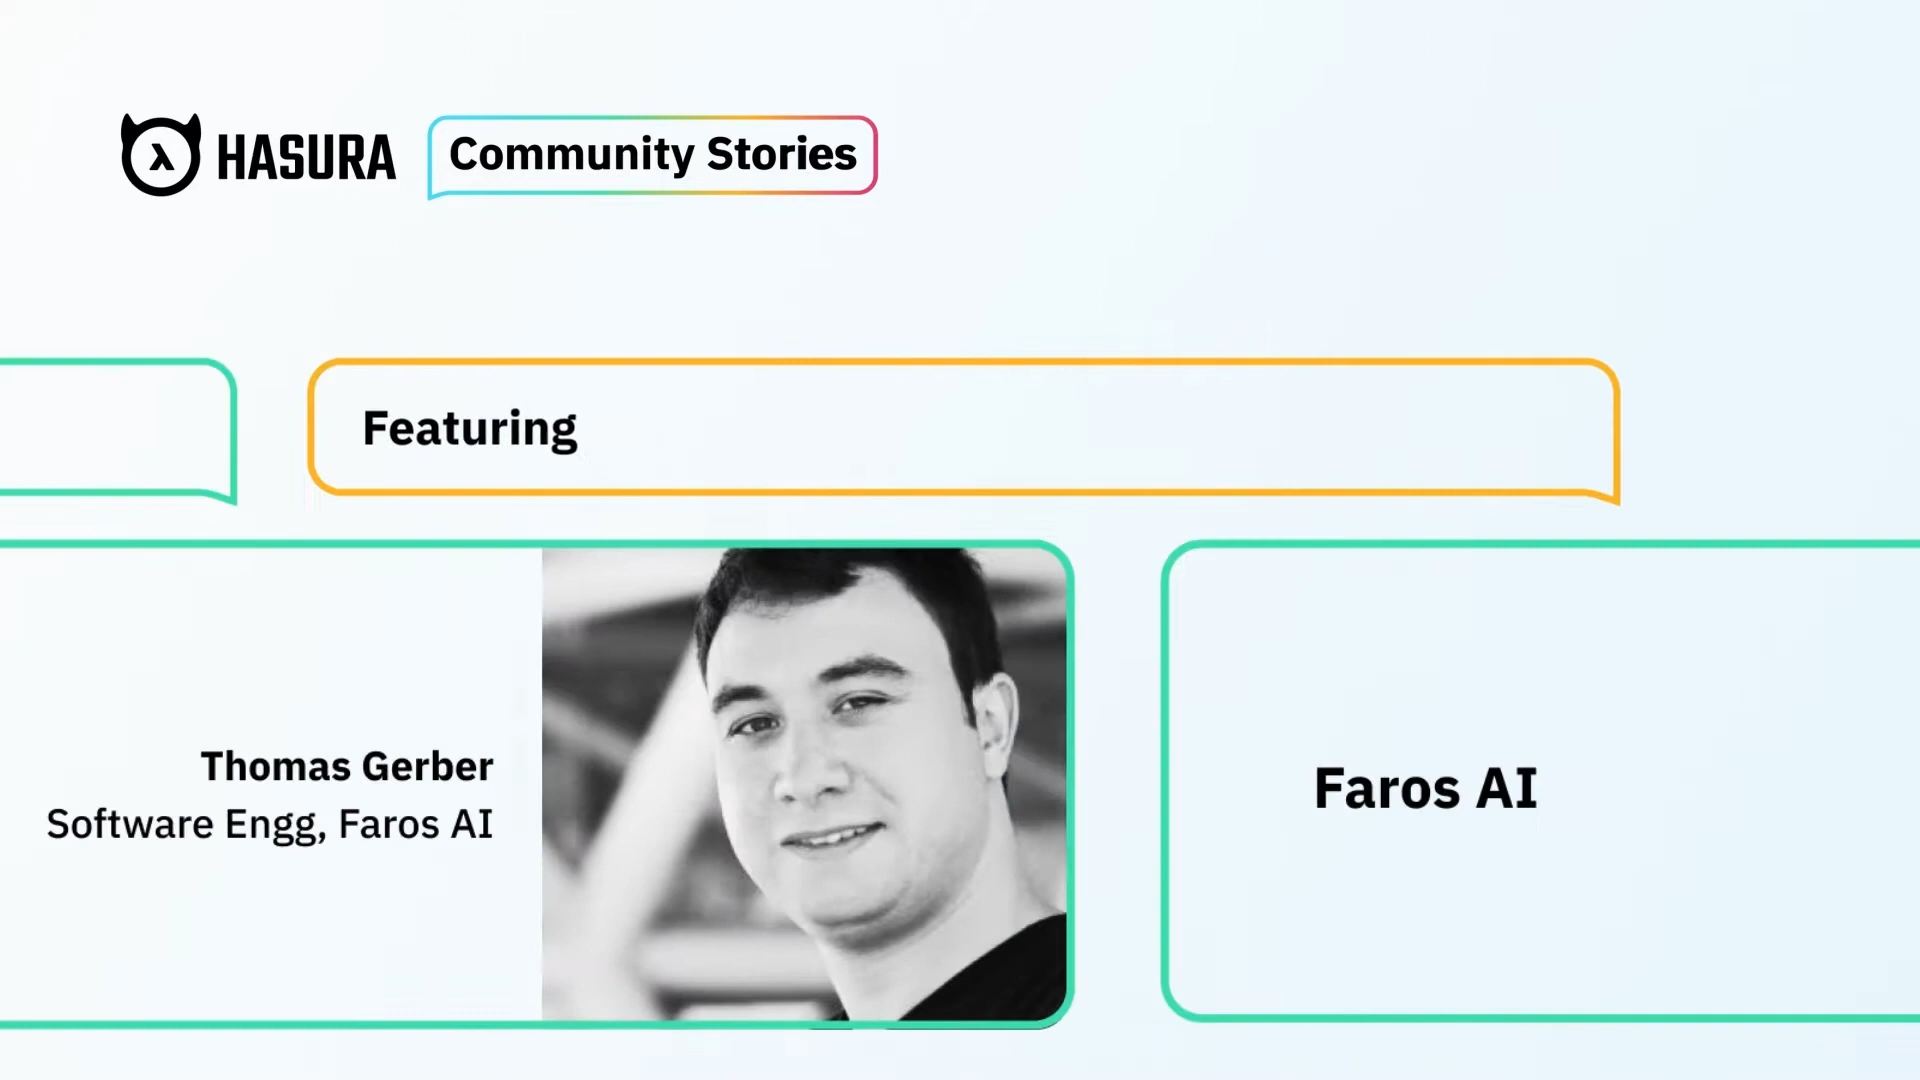 HASURA
Community Stories
Featuring
Thomas Gerber
Software Engg, Faros AI
Faros AI